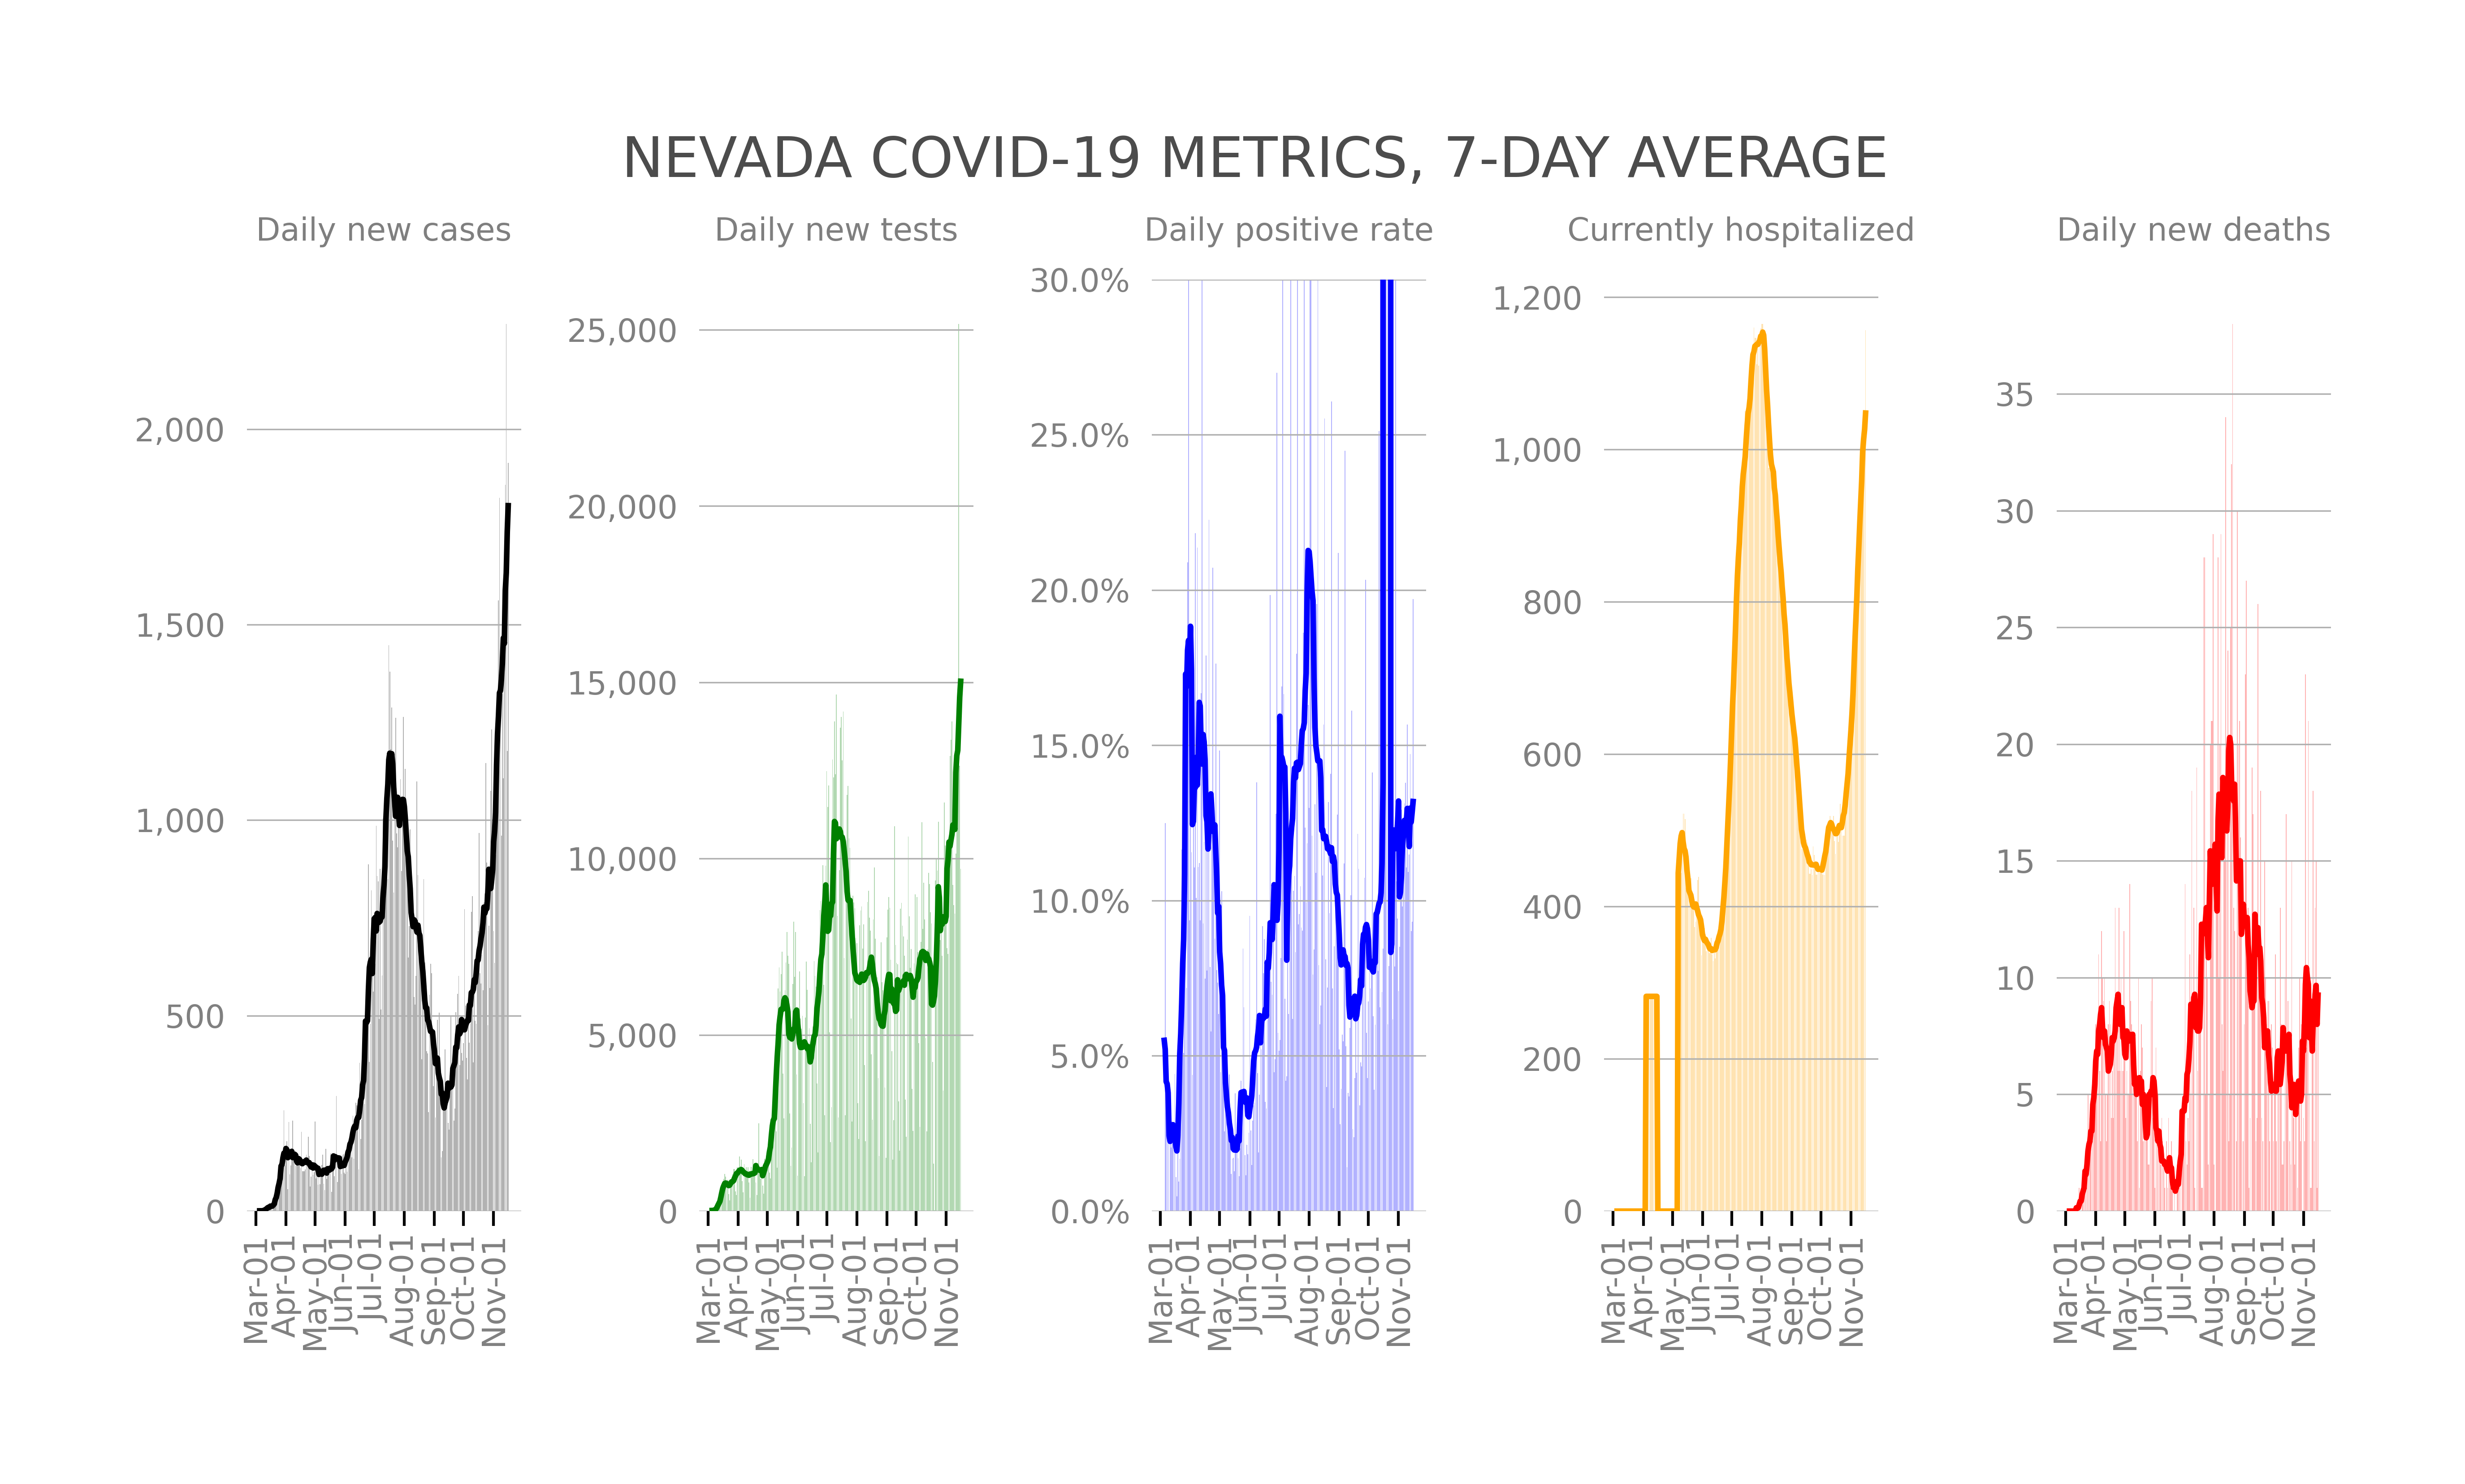 NEVADA COVID-19 METRICS, 7-DAY AVERAGE
Daily new cases
2,000
1,500
1,000
500
0
Mar-01
Apr-01
May-01
Jun-01
Jul-01
Aug-01
Sep-01
Oct-01
Nov-01
Daily new tests
25,000
20,000
15,000
10,000
5,000
0
Mar-01
Apr-01
May-01
Jun-01
Jul-01
Aug-01
Sep-01
Oct-01
Nov-01
Daily positive rate
30.0%
25.0%
20.0%
15.0%
10.0%
5.0%
0.0%
Mar-01
Apr-01
May-01
Jun-01
Jul-01
Aug-01
Sep-01
Oct-01
Nov-01
Currently hospitalized
1,200
1,000
800
600
400
200
0
Mar-01
Apr-01
May-01
Jun-01
Jul-01
Aug-01
Sep-01
Oct-01
Nov-01
Daily new deaths
35
30
25
20
15
10
5
0
Mar-01
Apr-01
May-01
Jun-01
Jul-01
Aug-01
Sep-01
Oct-01
Nov-01